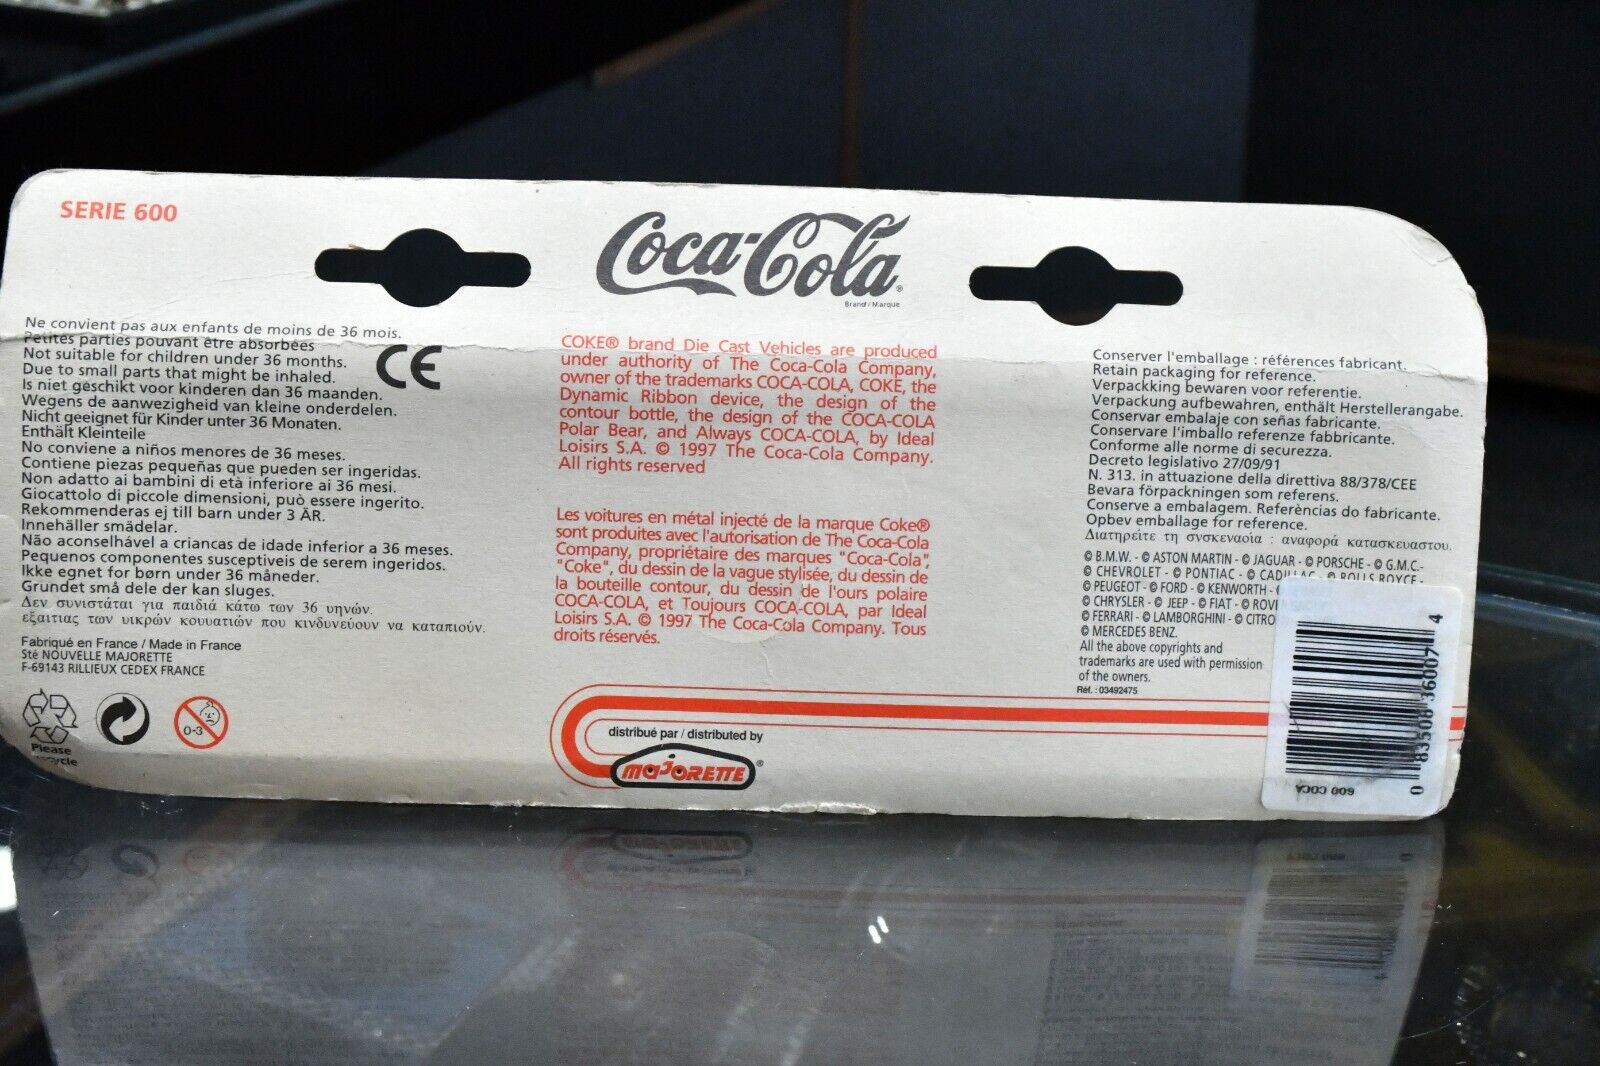 SERIE 600
Coca-Cola®
Brand / Marque
Ne convient pas aux enfants de moins de 36 mois.
Petites parties pouvant être absorbées
Not suitable for children under 36 months.
Due to small parts that might be inhaled.
Is niet geschikt voor kinderen dan 36 maanden.
Wegens de aanwezigheid van kleine onderdelen.
Nicht geeignet für Kinder unter 36 Monaten.
Enthält Kleinteile
No conviene a niños menores de 36 meses.
Contiene piezas pequeñas que pueden ser ingeridas.
Non adatto ai bambini di età inferiore ai 36 mesi.
Giocattolo di piccole dimensioni, può essere ingerito.
Rekommenderas ej till barn under 3 ÅR.
Innehäller smädelar.
Não aconselhável a criancas de idade inferior a 36 meses.
Pequenos componentes susceptiveis de serem ingeridos.
Ikke egnet for børn under 36 måneder.
Grundet små dele der kan sluges.
Δεν συνιστάται για παιδιά κάτω των 36 υηνών.
εξαιτίας των υικρών κουυατιών που κινδυνεύουν να καταπιούν.
CE
Fabriqué en France / Made in France
Sté NOUVELLE MAJORETTE
F-69143 RILLIEUX CEDEX FRANCE
Please
0-3
COKE® brand Die Cast Vehicles are produced
under authority of The Coca-Cola Company,
owner of the trademarks COCA-COLA, COKE, the
Dynamic Ribbon device, the design of the
contour bottle, the design of the COCA-COLA
Polar Bear, and Always COCA-COLA, by Ideal
Loisirs S.A. © 1997 The Coca-Cola Company.
All rights reserved
Les voitures en métal injecté de la marque Coke®
sont produites avec l'autorisation de The Coca-Cola
Company, propriétaire des marques "Coca-Cola",
"Coke", du dessin de la vague stylisée, du dessin de
la bouteille contour, du dessin de l'ours polaire
COCA-COLA, et Toujours COCA-COLA, par Ideal
Loisirs S.A. © 1997 The Coca-Cola Company. Tous
droits réservés.
distribué par / distributed by
majorette®
Conserver l'emballage : références fabricant.
Retain packaging for reference.
Verpackking bewaren voor referentie.
Verpackung aufbewahren, enthält Herstellerangabe.
Conservar embalaje con señas fabricante.
Conservare l'imballo referenze fabbricante.
Conforme alle norme di securezza.
Decreto legislativo 27/09/91
N. 313. in attuazione della direttiva 88/378/CEE
Bevara förpackningen som referens.
Conserve a embalagem. Referências do fabricante.
Opbev emballage for reference.
Διατηρείτε τη συσκευασία : αναφορά κατασκευαστου.
© B.M.W. - © ASTON MARTIN - © JAGUAR - © PORSCHE - © G.M.C.-
© CHEVROLET - © PONTIAC - © CADILLAC - © ROLLS ROYCE -
© PEUGEOT - © FORD - © KENWORTH -
© CHRYSLER - © JEEP - © FIAT - ©
© FERRARI - © LAMBORGHINI - ©
© MERCEDES BENZ.
All the above copyrights and
trademarks are used with permission
of the owners.
Réf. : 03492475
0 83508 36007 4
600 COCA